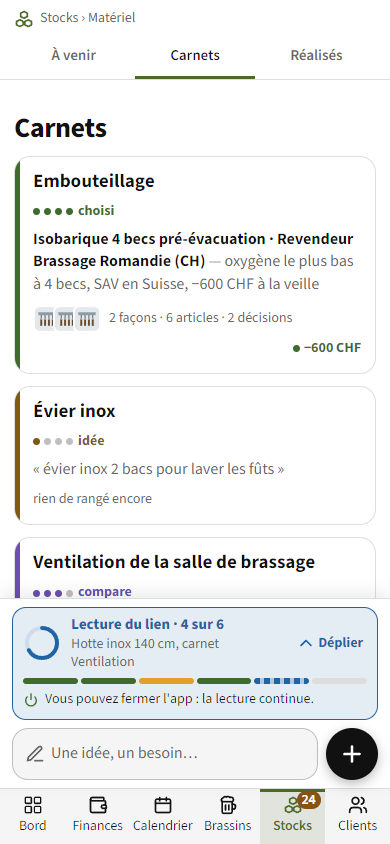 Stocks › Matériel
À venir
Carnets
Réalisés
Carnets
Embouteillage
choisi
Isobarique 4 becs pré-évacuation · Revendeur
Brassage Romandie (CH) — oxygène le plus bas
à 4 becs, SAV en Suisse, −600 CHF à la veille
2 façons · 6 articles · 2 décisions
−600 CHF
Évier inox
idée
« évier inox 2 bacs pour laver les fûts »
rien de rangé encore
Ventilation de la salle de brassage
compare
Lecture du lien · 4 sur 6
Hotte inox 140 cm, carnet
Ventilation
Déplier
Vous pouvez fermer l'app : la lecture continue.
Une idée, un besoin…
24
Bord
Finances
Calendrier
Brassins
Stocks
Clients